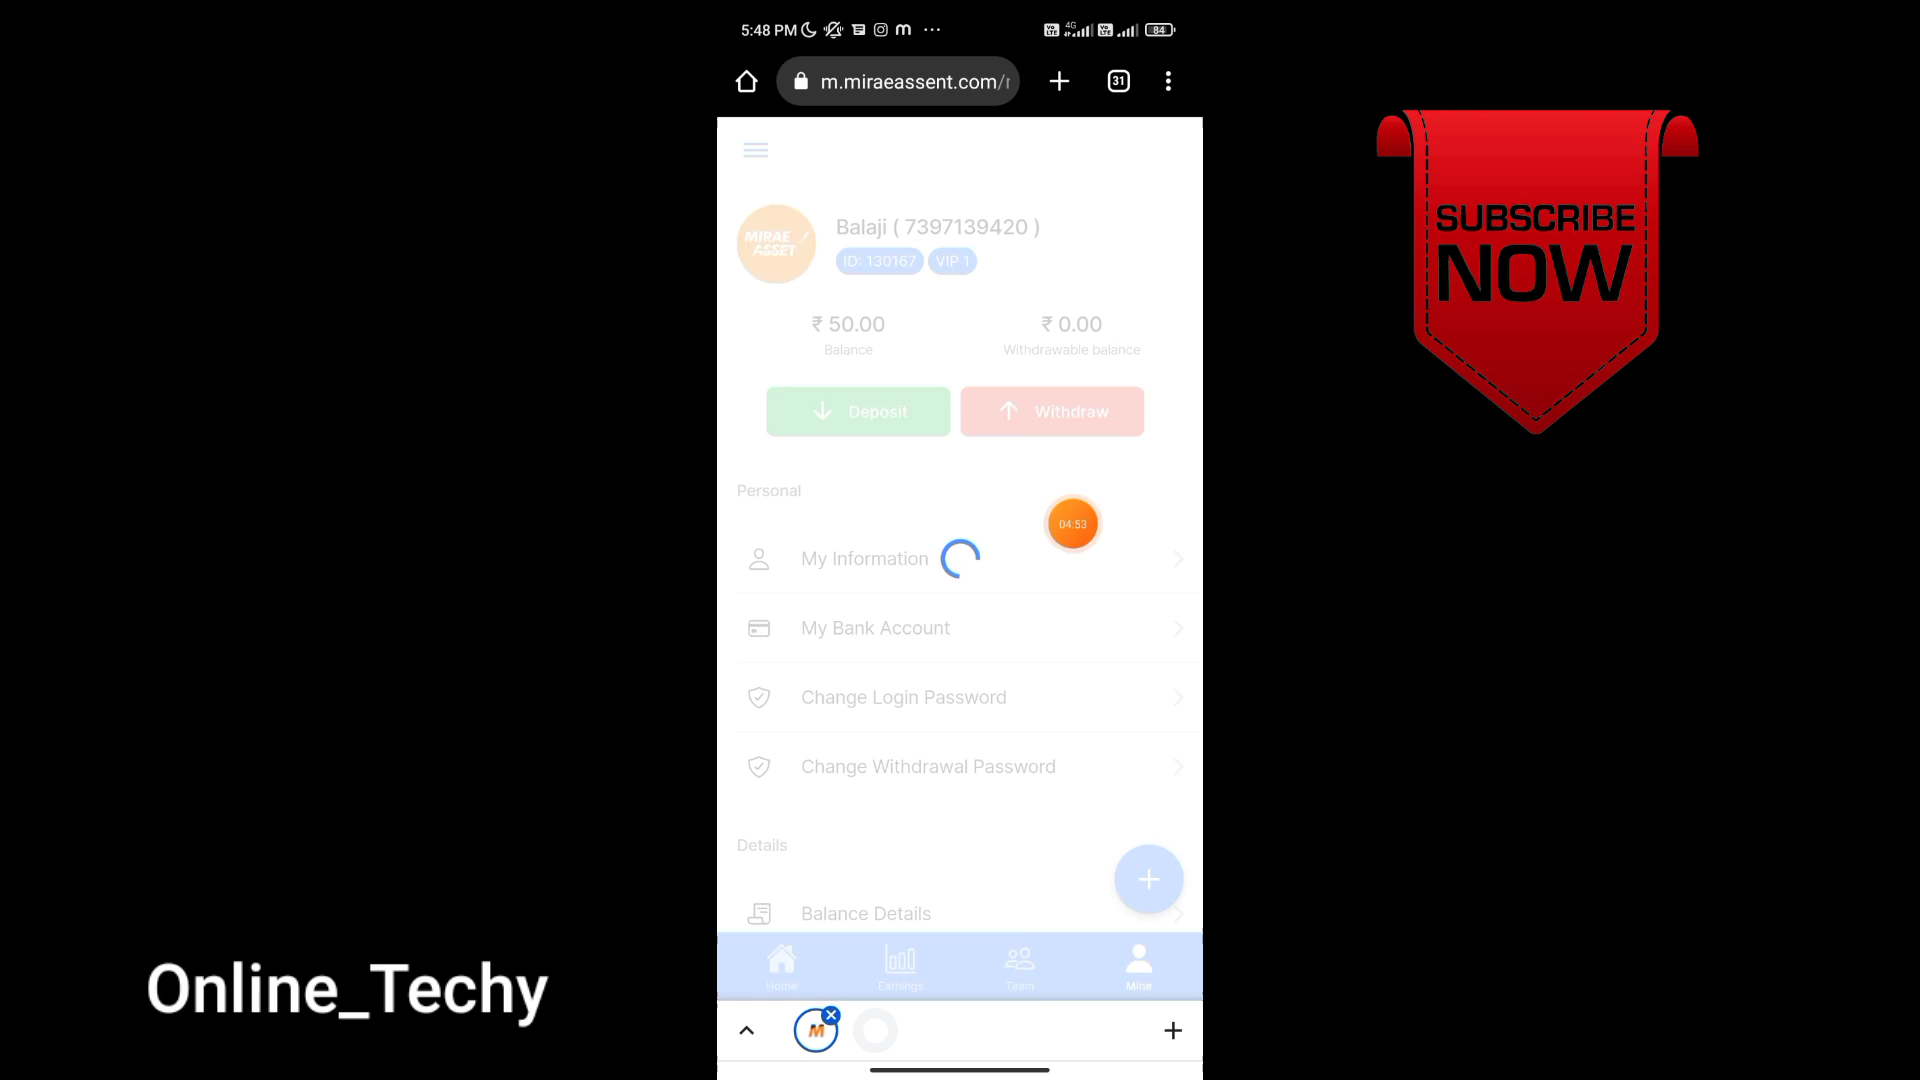 5:48 PM
4G
84
m.miraeassent.com/
31
MIRAE
ASSET
Balaji ( 7397139420 )
ID: 130167
VIP 1
₹ 50.00
₹ 0.00
Balance
Withdrawable balance
Deposit
Withdraw
Personal
04:53
My Information
My Bank Account
Change Login Password
Change Withdrawal Password
Details
Balance Details
Home
Earnings
Team
Mine
M
SUBSCRIBE
NOW
Online_Techy